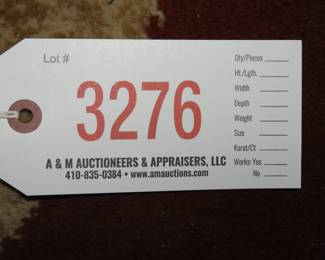 Lot #
3276
A & M AUCTIONEERS & APPRAISERS, LLC
410-835-0384 • www.amauctions.com
Qty/Pieces
Ht./Lgth.
Width
Depth
Weight
Size
Karat/Ct
Works: Yes
No